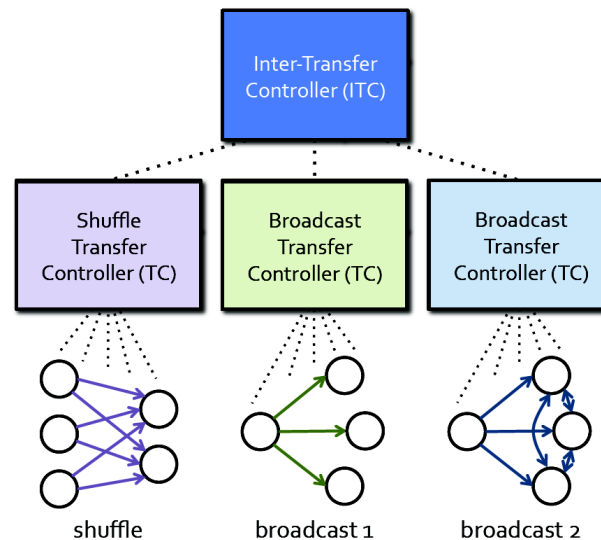 Inter-Transfer
Controller (ITC)
Shuffle
Transfer
Controller (TC)
Broadcast
Transfer
Controller (TC)
Broadcast
Transfer
Controller (TC)
shuffle
broadcast 1
broadcast 2